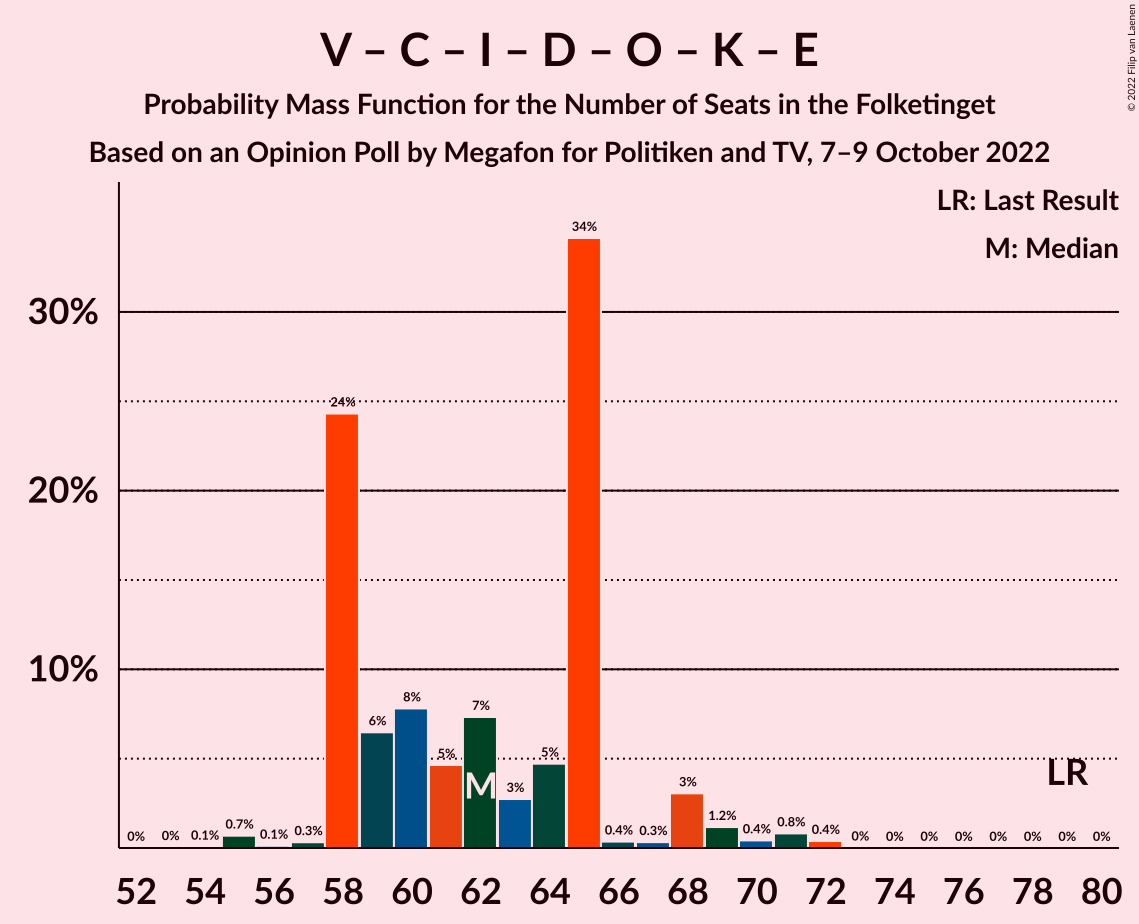 V – C – I – D – O – K – E
Probability Mass Function for the Number of Seats in the Folketinget
Based on an Opinion Poll by Megafon for Politiken and TV, 7–9 October 2022
© 2022 Filip van Laenen
LR: Last Result
M: Median
30%
20%
10%
0% 0% 0.1% 0.7% 0.1% 0.3% 24% 6% 8% 5% 7% 3% 5% 34% 0.4% 0.3% 3% 1.2% 0.4% 0.8% 0.4% 0% 0% 0% 0% 0% 0% 0% 0%
M
LR
52 54 56 58 60 62 64 66 68 70 72 74 76 78 80